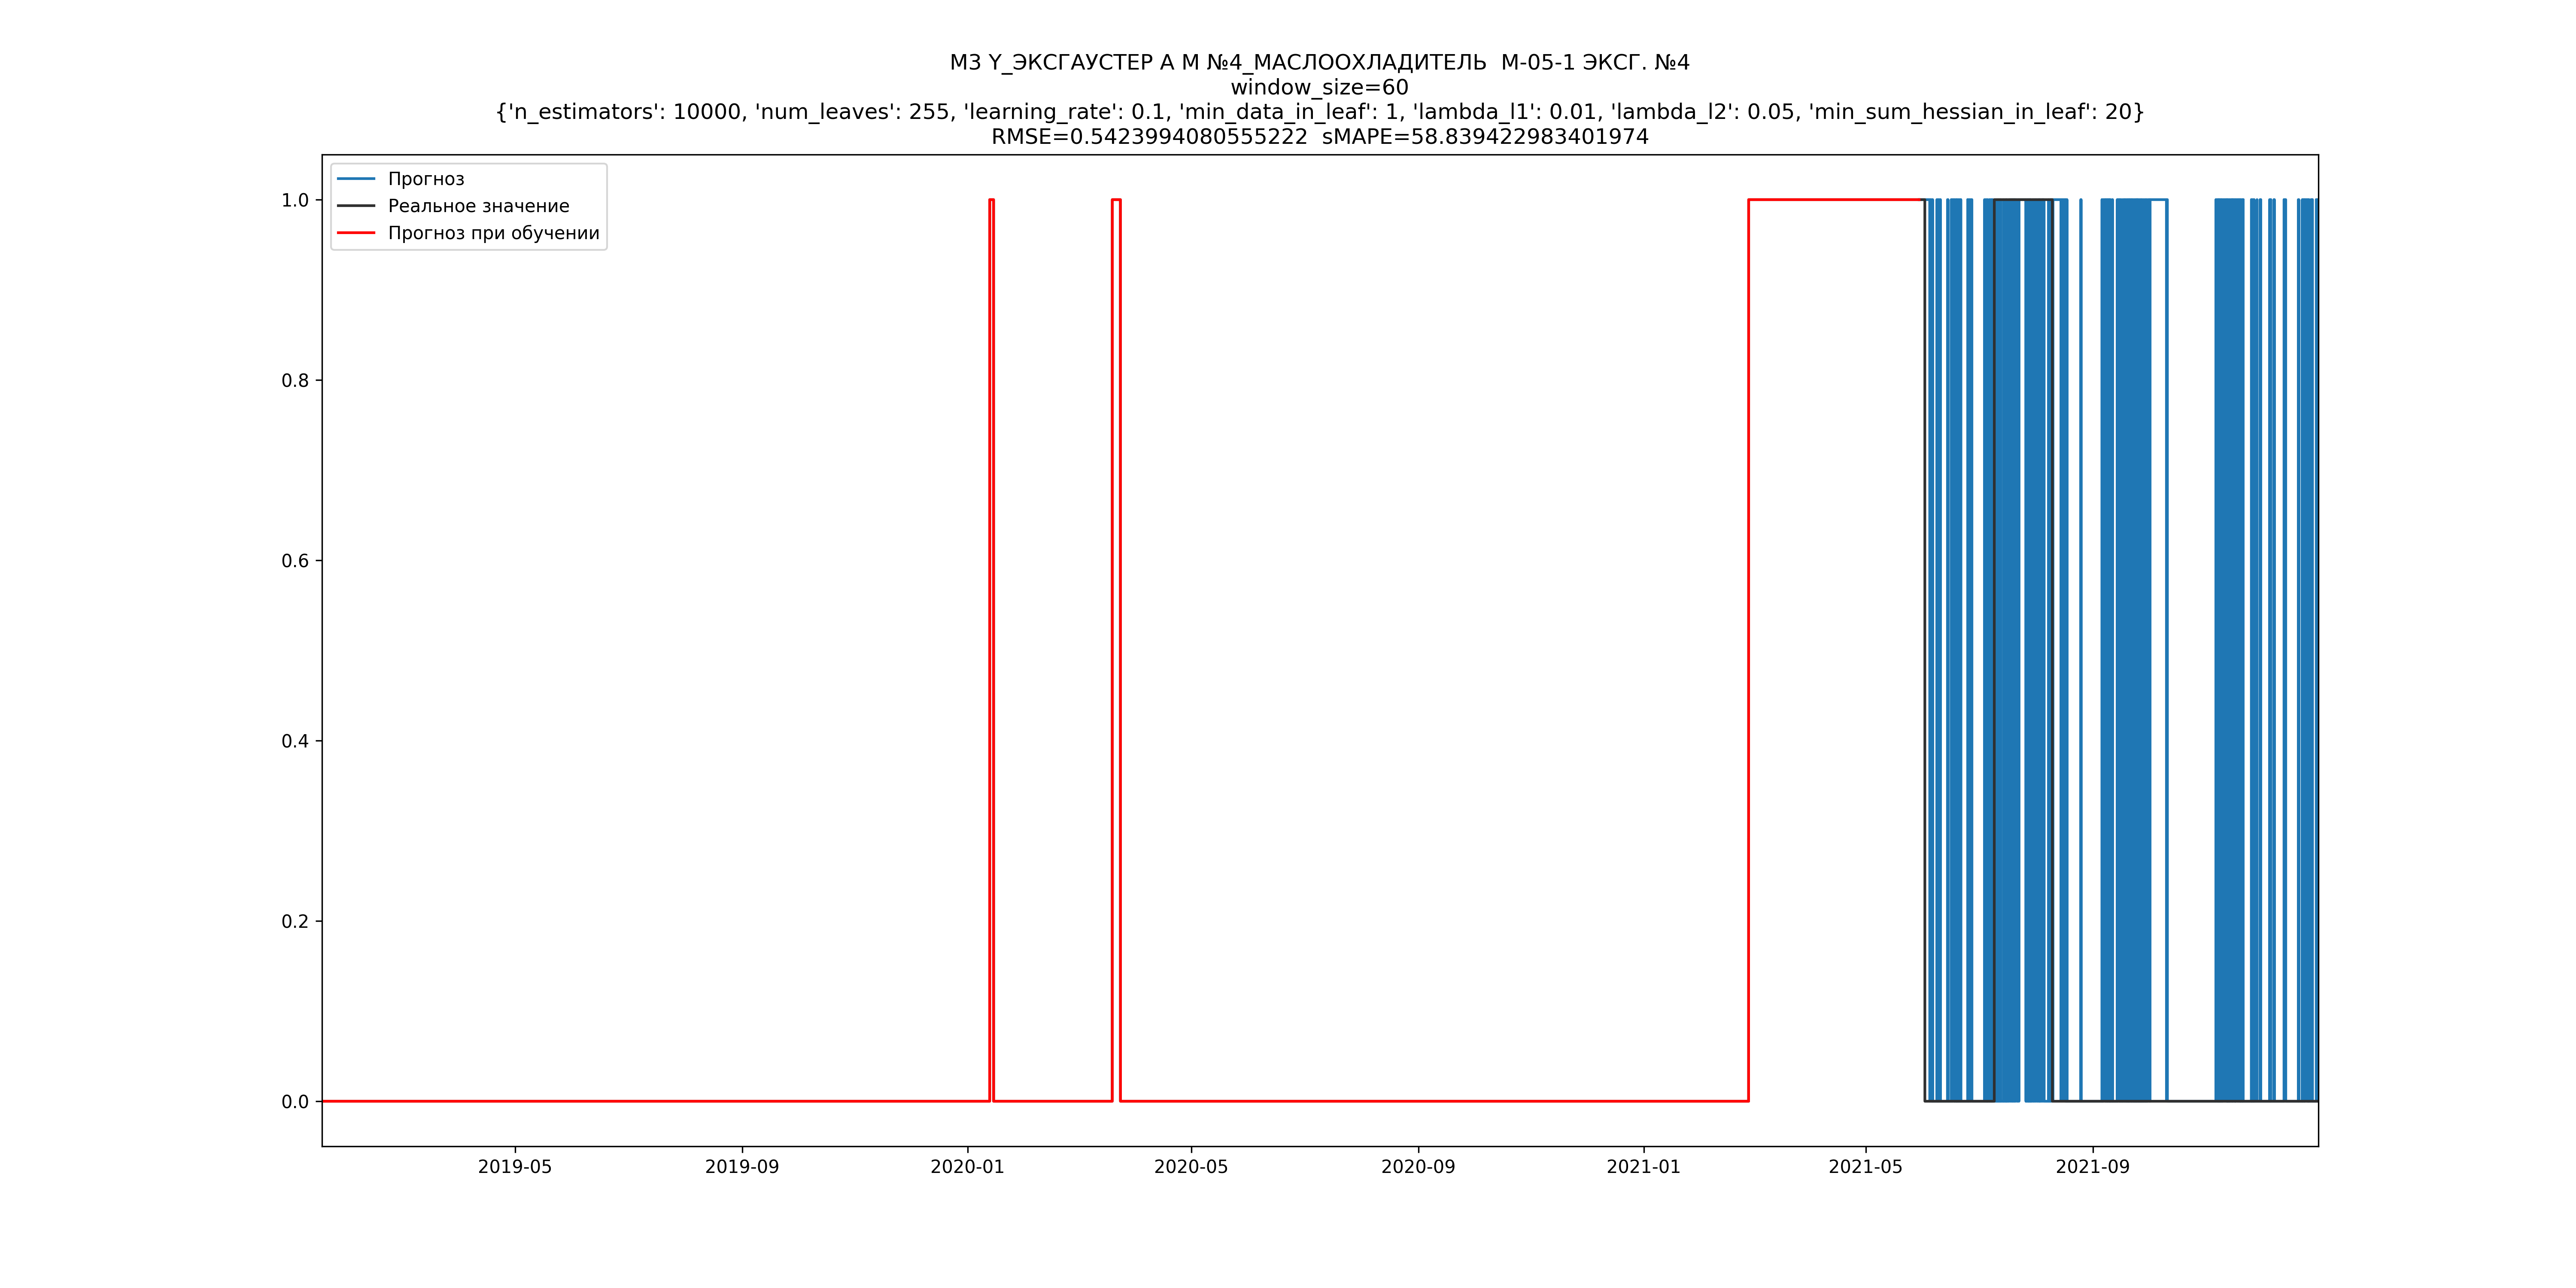 МЗ Y_ЭКСГАУСТЕР А М №4_МАСЛООХЛАДИТЕЛЬ  М-05-1 ЭКСГ. №4
window_size=60
{'n_estimators': 10000, 'num_leaves': 255, 'learning_rate': 0.1, 'min_data_in_leaf': 1, 'lambda_l1': 0.01, 'lambda_l2': 0.05, 'min_sum_hessian_in_leaf': 20}
RMSE=0.5423994080555222  sMAPE=58.839422983401974
Прогноз
Реальное значение
Прогноз при обучении
1.0
0.8
0.6
0.4
0.2
0.0
2019-05
2019-09
2020-01
2020-05
2020-09
2021-01
2021-05
2021-09